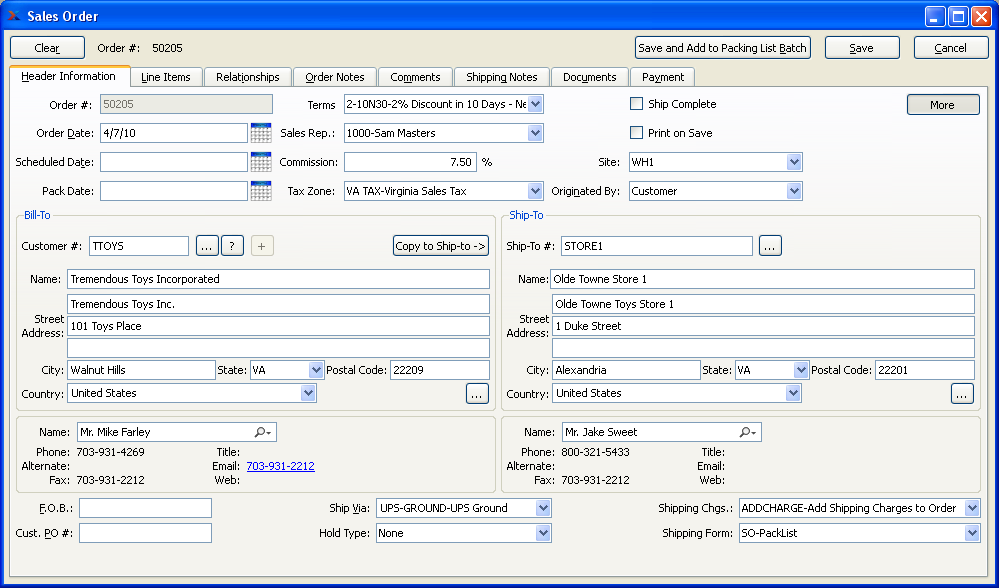 Sales Order
Clear Order #: 50205 Save and Add to Packing List Batch Save Cancel
Header Information Line Items Relationships Order Notes Comments Shipping Notes Documents Payment
Order #: 50205 Terms 2-10N30-2% Discount in 10 Days - Ne Ship Complete More
Order Date: 4/7/10 Sales Rep.: 1000-Sam Masters Print on Save
Scheduled Date: Commission: 7.50 % Site: WH1
Pack Date: Tax Zone: VA TAX-Virginia Sales Tax Originated By: Customer
Bill-To
Customer #: TTOYS ... ? + Copy to Ship-to ->
Name: Tremendous Toys Incorporated
Tremendous Toys Inc.
Street Address: 101 Toys Place
City: Walnut Hills State: VA Postal Code: 22209
Country: United States ...
Name: Mr. Mike Farley
Phone: 703-931-4269 Title:
Alternate: Email: 703-931-2212
Fax: 703-931-2212 Web:
Ship-To
Ship-To #: STORE1 ...
Name: Olde Towne Store 1
Olde Towne Toys Store 1
Street Address: 1 Duke Street
City: Alexandria State: VA Postal Code: 22201
Country: United States ...
Name: Mr. Jake Sweet
Phone: 800-321-5433 Title:
Alternate: Email:
Fax: 703-931-2212 Web:
F.O.B.: Ship Via: UPS-GROUND-UPS Ground Shipping Chgs.: ADDCHARGE-Add Shipping Charges to Order
Cust. PO #: Hold Type: None Shipping Form: SO-PackList